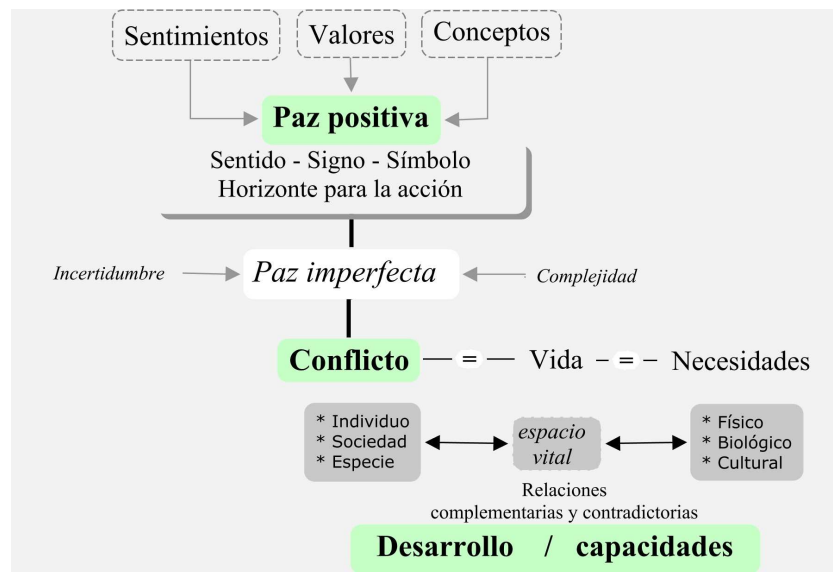 Sentimientos
Valores
Conceptos
Paz positiva
Sentido - Signo - Símbolo
Horizonte para la acción
Incertidumbre
Paz imperfecta
Complejidad
Conflicto = Vida = Necesidades
* Individuo
* Sociedad
* Especie
espacio
vital
* Físico
* Biológico
* Cultural
Relaciones
complementarias y contradictorias
Desarrollo / capacidades